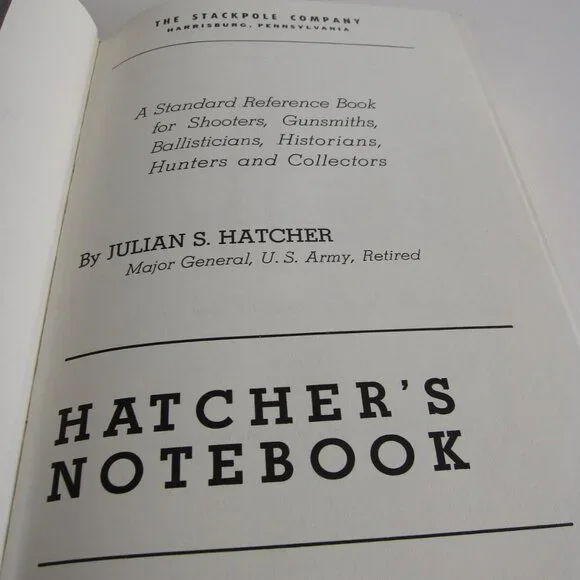 THE STACKPOLE COMPANY
HARRISBURG, PENNSYLVANIA
A Standard Reference Book
for Shooters, Gunsmiths,
Ballisticians, Historians,
Hunters and Collectors
By JULIAN S. HATCHER
Major General, U. S. Army, Retired
HATCHER'S
NOTEBOOK